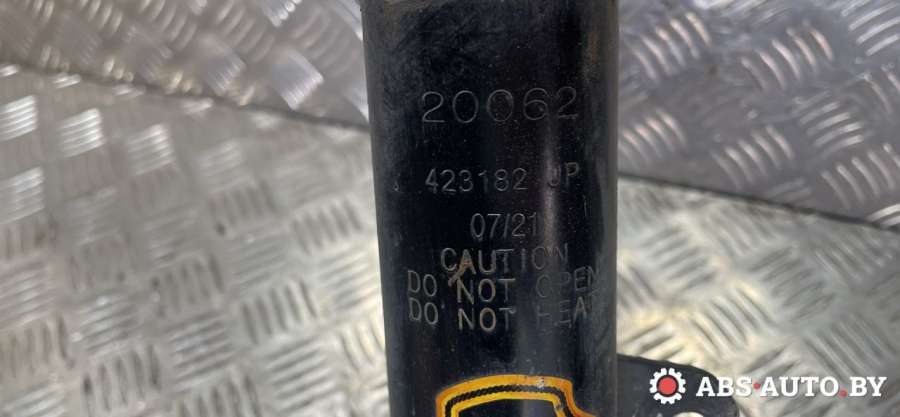 20062
423182 JP
07/21
CAUTION
DO NOT OPEN
DO NOT HEAT
ABS-AUTO.BY